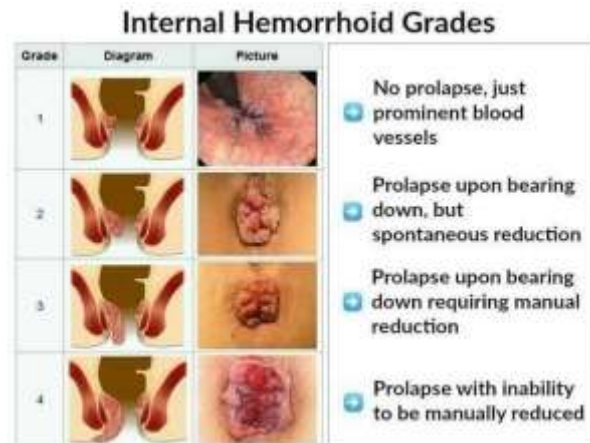 Internal Hemorrhoid Grades
Grade Diagram Picture
1
No prolapse, just
prominent blood
vessels
2
Prolapse upon bearing
down, but
spontaneous reduction
3
Prolapse upon bearing
down requiring manual
reduction
4
Prolapse with inability
to be manually reduced